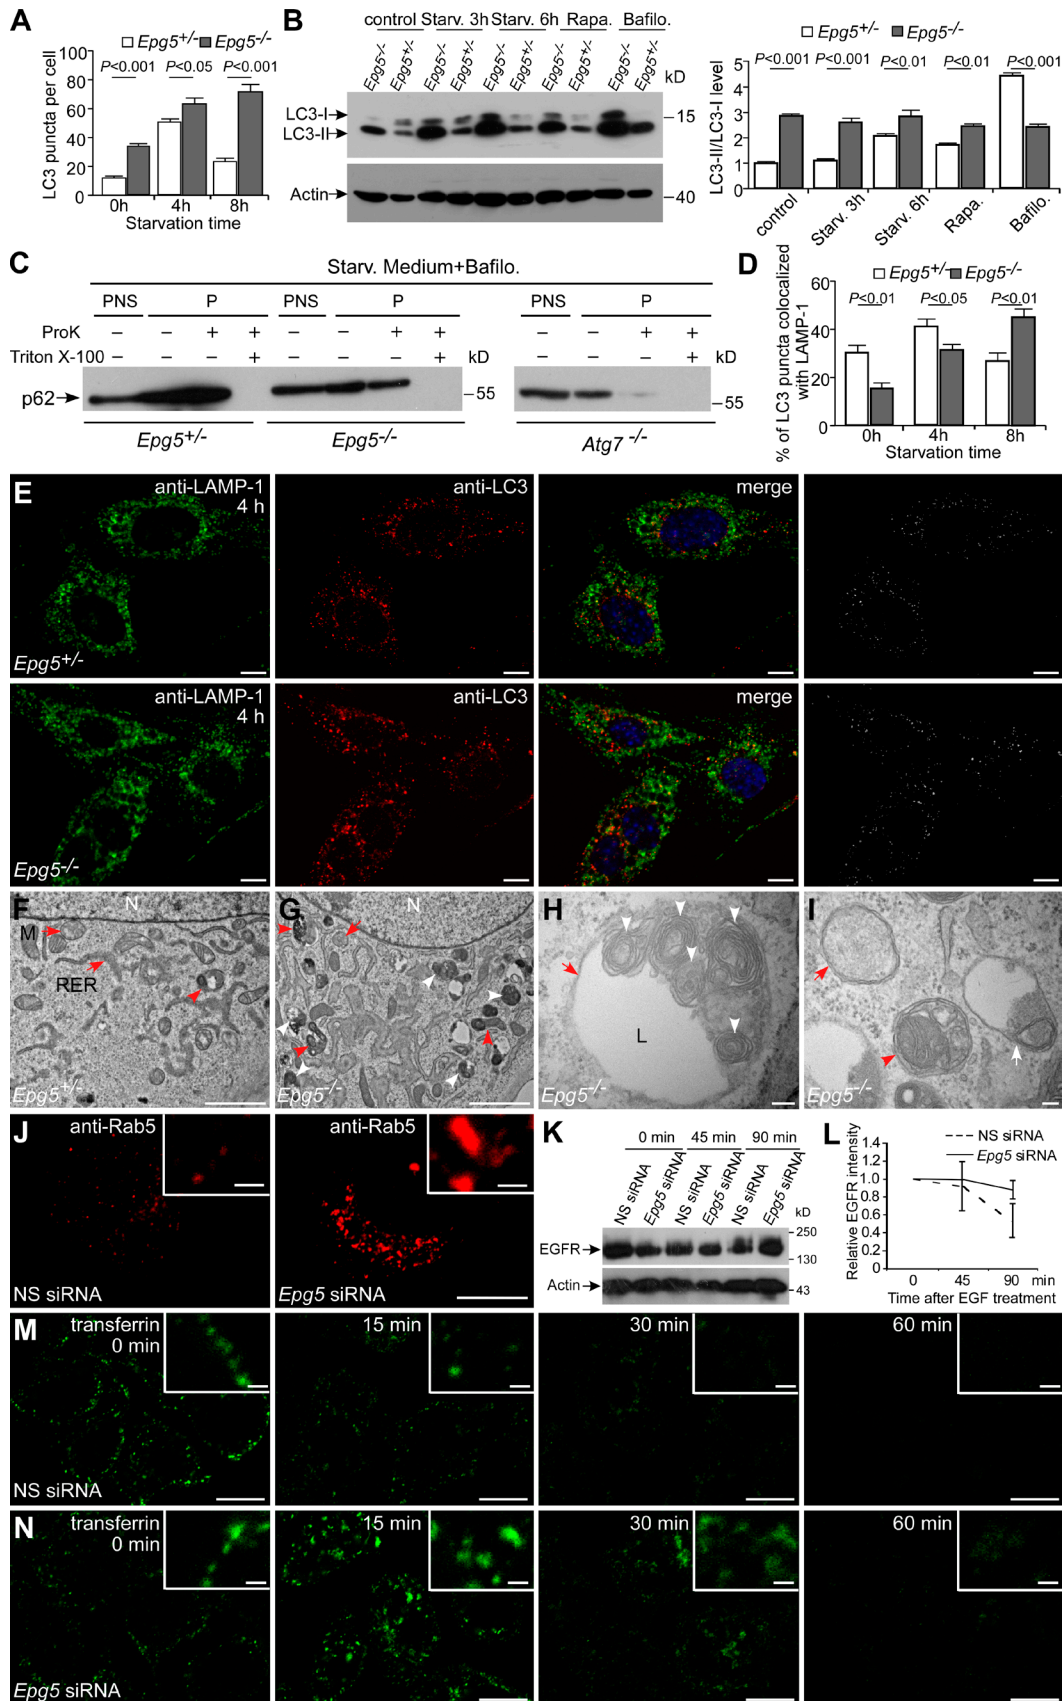 A
Epg5+/-
Epg5-/-
P<0.001 P<0.05 P<0.001
LC3 puncta per cell
100
80
60
40
20
0
0h 4h 8h
Starvation time
B
control Starv. 3h Starv. 6h Rapa. Bafilo.
Epg5-/- Epg5+/- Epg5-/- Epg5+/- Epg5-/- Epg5+/- Epg5-/- Epg5+/- Epg5-/- Epg5+/-
kD
LC3-I
LC3-II
15
Actin
40
Epg5+/- Epg5-/-
P<0.001 P<0.001 P<0.01 P<0.01 P<0.001
LC3-II/LC3-I level
5
4
3
2
1
0
control Starv. 3h Starv. 6h Rapa. Bafilo.
C
Starv. Medium+Bafilo.
PNS P PNS P PNS P
ProK − − + + − − + + − − + +
Triton X-100 − − − + − − − + − − − + kD
p62
55
55
Epg5+/- Epg5-/- Atg7 -/-
D
Epg5+/- Epg5-/-
P<0.01 P<0.05 P<0.01
% of LC3 puncta colocalized
with LAMP-1
60
40
20
0
0h 4h 8h
Starvation time
E
anti-LAMP-1
4 h
anti-LC3
merge
Epg5+/-
anti-LAMP-1
4 h
anti-LC3
merge
Epg5-/-
F
N
M
RER
Epg5+/-
G
N
Epg5-/-
H
L
Epg5-/-
I
Epg5-/-
J
anti-Rab5
NS siRNA
anti-Rab5
Epg5 siRNA
K
0 min 45 min 90 min
NS siRNA Epg5 siRNA NS siRNA Epg5 siRNA NS siRNA Epg5 siRNA
kD
250
EGFR
130
Actin
43
L
NS siRNA
Epg5 siRNA
Relative EGFR intensity
1.4
1.2
1.0
0.8
0.6
0.4
0.2
0
0 45 90 min
Time after EGF treatment
M
transferrin
0 min
15 min
30 min
60 min
NS siRNA
N
transferrin
0 min
15 min
30 min
60 min
Epg5 siRNA